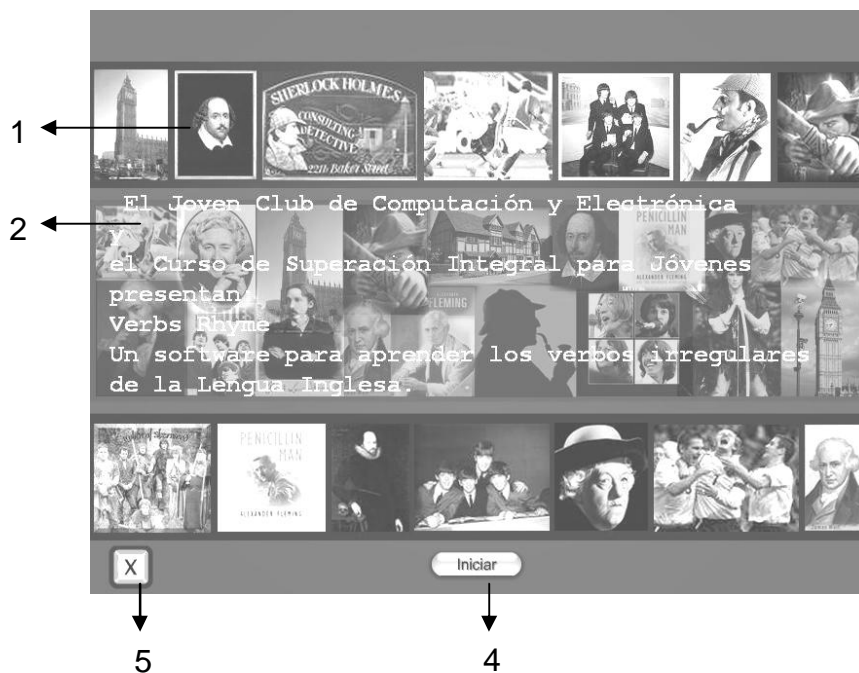 1
SHERLOCK HOLMES
CONSULTING
DETECTIVE
221b Baker Street
2
El Joven Club de Computación y Electrónica
y
el Curso de Superación Integral para Jóvenes
presentan:
Verbs Rhyme
Un software para aprender los verbos irregulares
de la Lengua Inglesa.
PENICILLIN
MAN
ALEXANDER FLEMING
FLEMING
PENICILLIN
MAN
ALEXANDER FLEMING
X
Iniciar
5
4